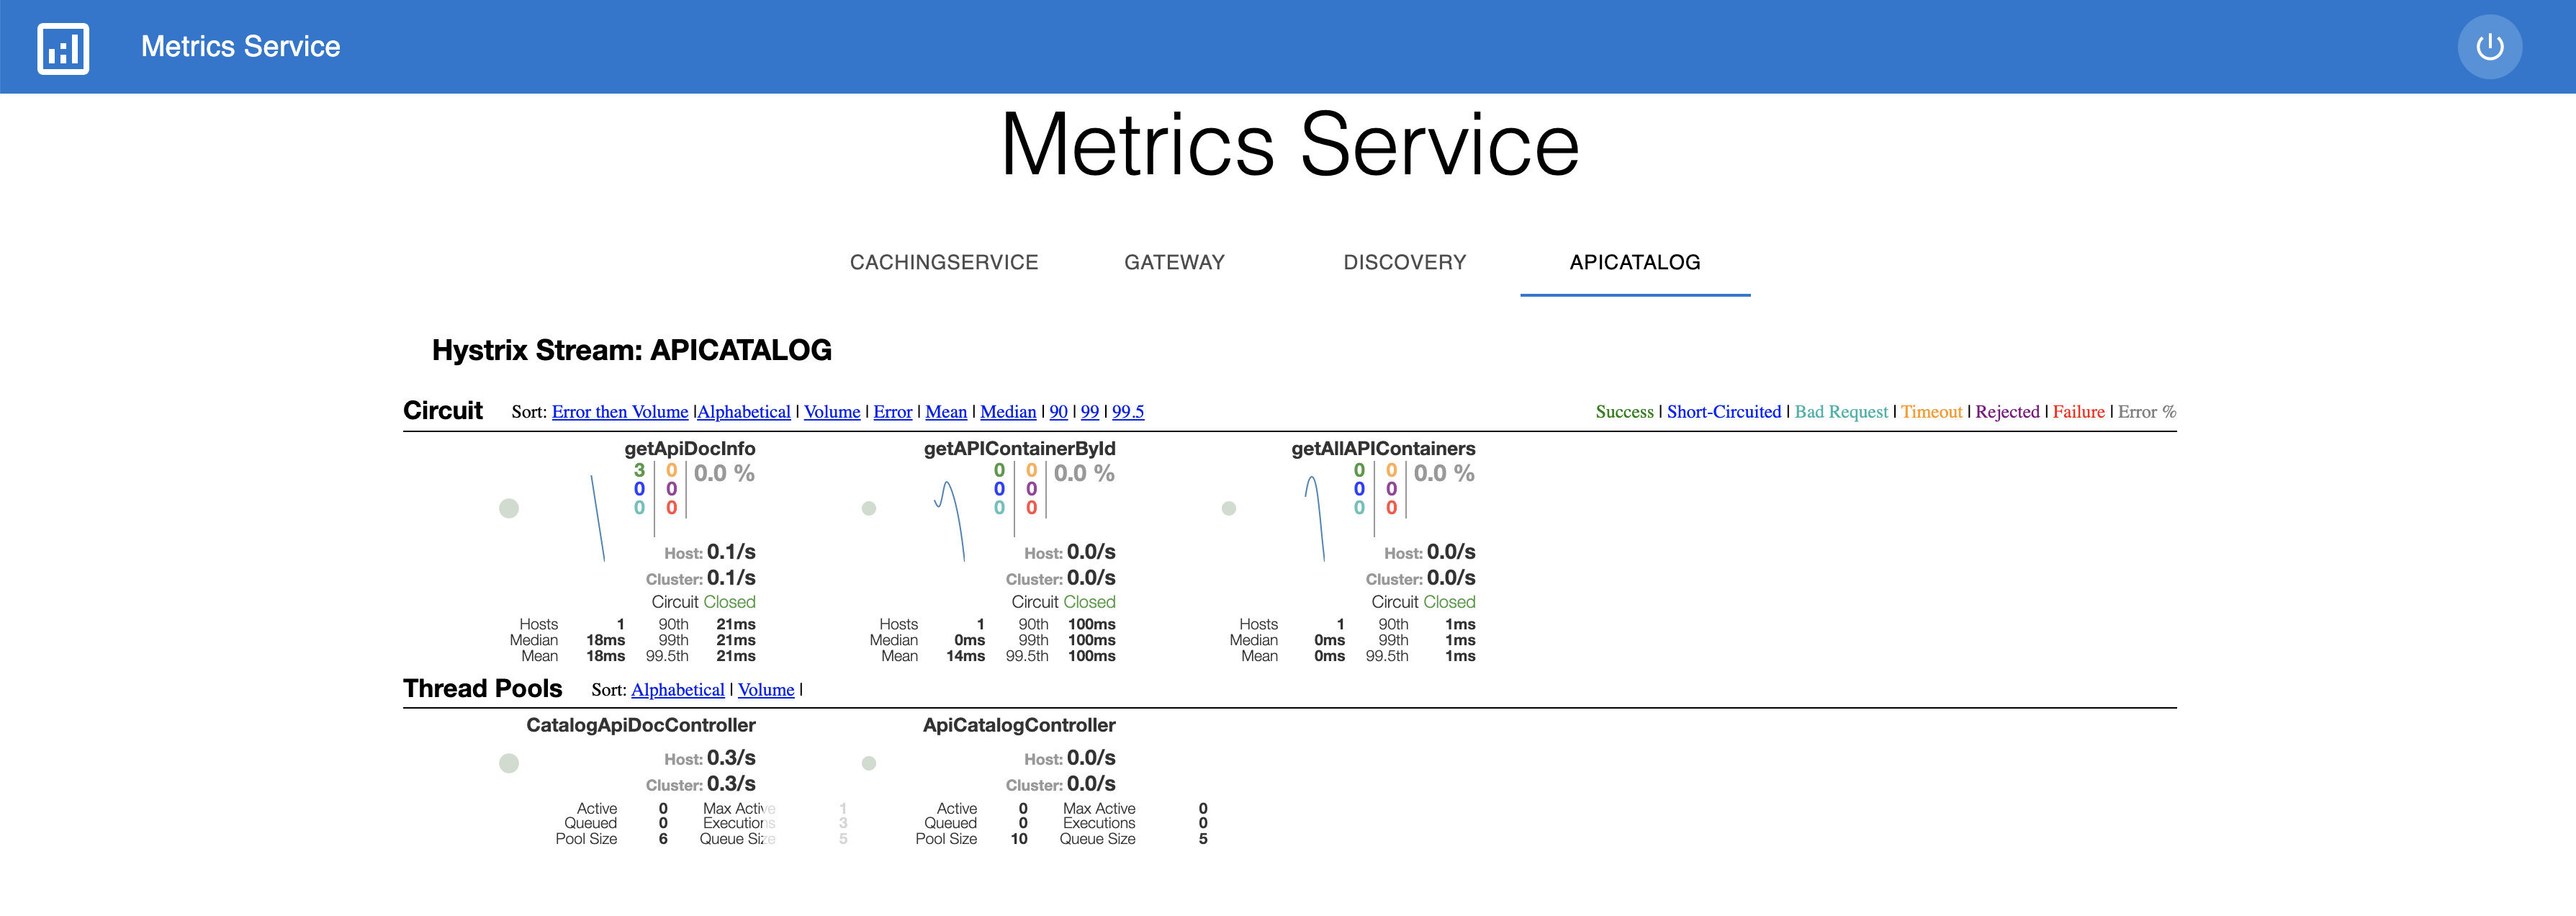 Metrics Service
Metrics Service
CACHINGSERVICE GATEWAY DISCOVERY APICATALOG
Hystrix Stream: APICATALOG
Circuit Sort: Error then Volume |Alphabetical | Volume | Error | Mean | Median | 90 | 99 | 99.5 Success | Short-Circuited | Bad Request | Timeout | Rejected | Failure | Error %
getApiDocInfo getAPIContainerById getAllAPIContainers
3 0 0.0 % 0 0 0.0 % 0 0 0.0 %
0 0 0 0 0 0
0 0 0 0 0 0
Host: 0.1/s Host: 0.0/s Host: 0.0/s
Cluster: 0.1/s Cluster: 0.0/s Cluster: 0.0/s
Circuit Closed Circuit Closed Circuit Closed
Hosts 1 90th 21ms Hosts 1 90th 100ms Hosts 1 90th 1ms
Median 18ms 99th 21ms Median 0ms 99th 100ms Median 0ms 99th 1ms
Mean 18ms 99.5th 21ms Mean 14ms 99.5th 100ms Mean 0ms 99.5th 1ms
Thread Pools Sort: Alphabetical | Volume |
CatalogApiDocController ApiCatalogController
Host: 0.3/s Host: 0.0/s
Cluster: 0.3/s Cluster: 0.0/s
Active 0 Max Active 1 Active 0 Max Active 0
Queued 0 Executions 3 Queued 0 Executions 0
Pool Size 6 Queue Size 5 Pool Size 10 Queue Size 5